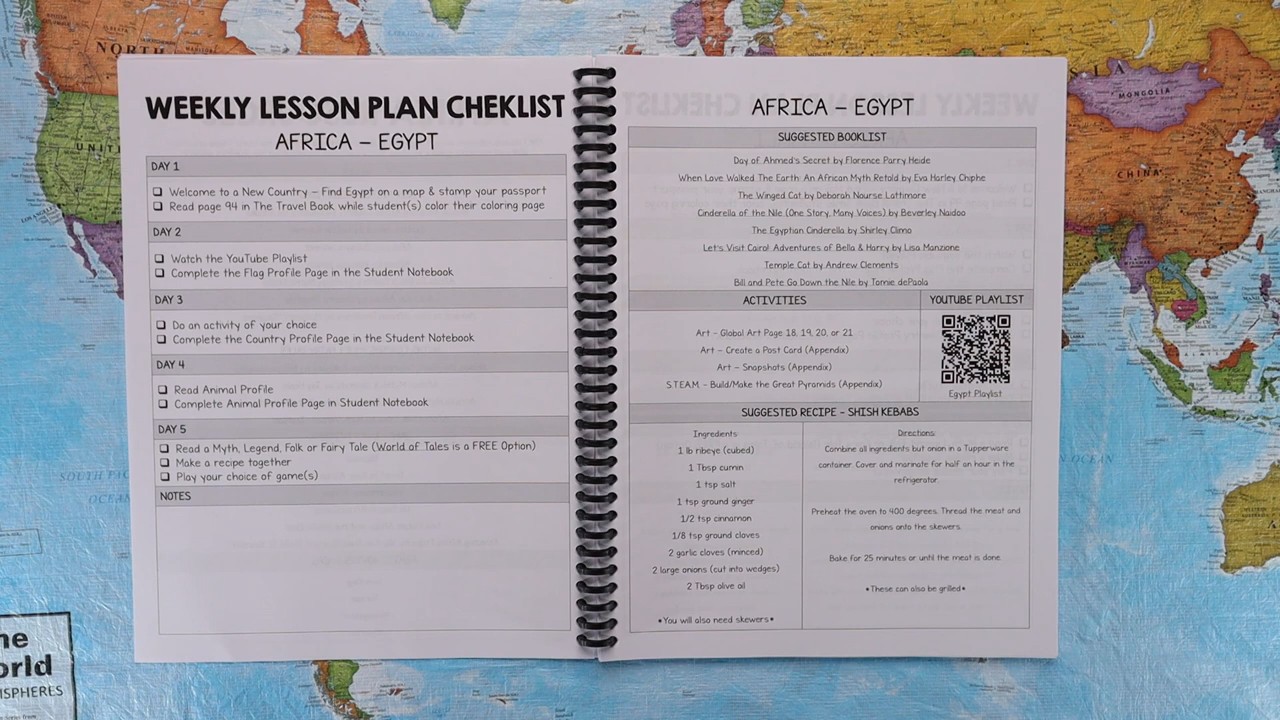 WEEKLY LESSON PLAN CHEKLIST
AFRICA – EGYPT
DAY 1
Welcome to a New Country – Find Egypt on a map & stamp your passport
Read page 94 in The Travel Book while student(s) color their coloring page
DAY 2
Watch the YouTube Playlist
Complete the Flag Profile Page in the Student Notebook
DAY 3
Do an activity of your choice
Complete the Country Profile Page in the Student Notebook
DAY 4
Read Animal Profile
Complete Animal Profile Page in Student Notebook
DAY 5
Read a Myth, Legend, Folk or Fairy Tale (World of Tales is a FREE Option)
Make a recipe together
Play your choice of game(s)
NOTES
AFRICA – EGYPT
SUGGESTED BOOKLIST
Day of Ahmed's Secret by Florence Parry Heide
When Love Walked The Earth: An African Myth Retold by Eva Harley Chiphe
The Winged Cat by Deborah Nourse Lattimore
Cinderella of the Nile (One Story, Many Voices) by Beverley Naidoo
The Egyptian Cinderella by Shirley Climo
Let's Visit Cairo! Adventures of Bella & Harry by Lisa Manzione
Temple Cat by Andrew Clements
Bill and Pete Go Down the Nile by Tomie dePaola
ACTIVITIES
Art – Global Art Page 18, 19, 20, or 21
Art – Create a Post Card (Appendix)
Art – Snapshots (Appendix)
S.T.E.A.M. – Build/Make the Great Pyramids (Appendix)
YOUTUBE PLAYLIST
Egypt Playlist
SUGGESTED RECIPE – SHISH KEBABS
Ingredients:
1 lb ribeye (cubed)
1 Tbsp cumin
1 tsp salt
1 tsp ground ginger
1/2 tsp cinnamon
1/8 tsp ground cloves
2 garlic cloves (minced)
2 large onions (cut into wedges)
2 Tbsp olive oil
*You will also need skewers*
Directions:
Combine all ingredients but onion in a Tupperware
container. Cover and marinate for half an hour in the
refrigerator.
Preheat the oven to 400 degrees. Thread the meat and
onions onto the skewers.
Bake for 25 minutes or until the meat is done.
*These can also be grilled*
NORTH
UNIT
SOUTH PAC
OCEAN
MONGOLIA
CHINA
OCEAN
he
orld
ISPHERES